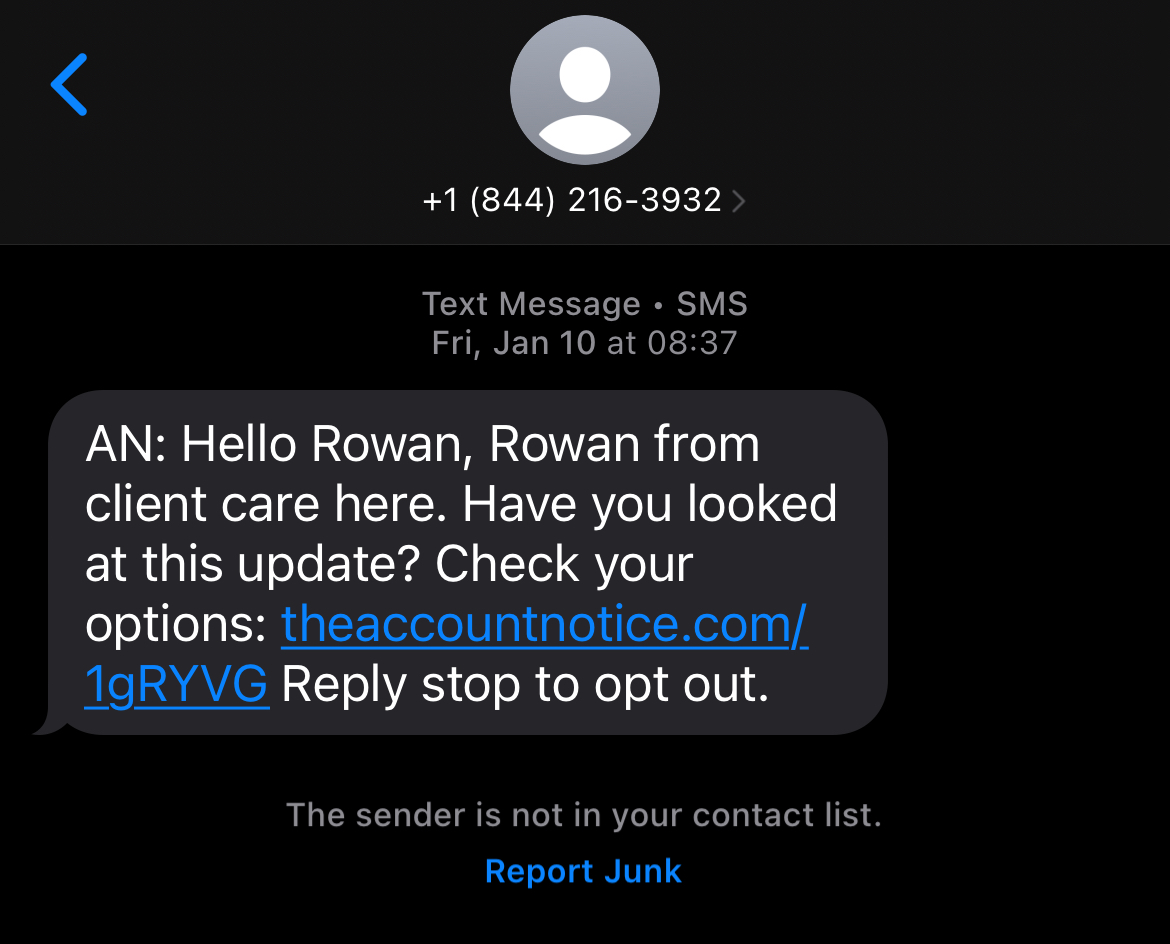 +1 (844) 216-3932
Text Message • SMS
Fri, Jan 10 at 08:37
AN: Hello Rowan, Rowan from
client care here. Have you looked
at this update? Check your
options: theaccountnotice.com/
1gRYVG Reply stop to opt out.
The sender is not in your contact list.
Report Junk